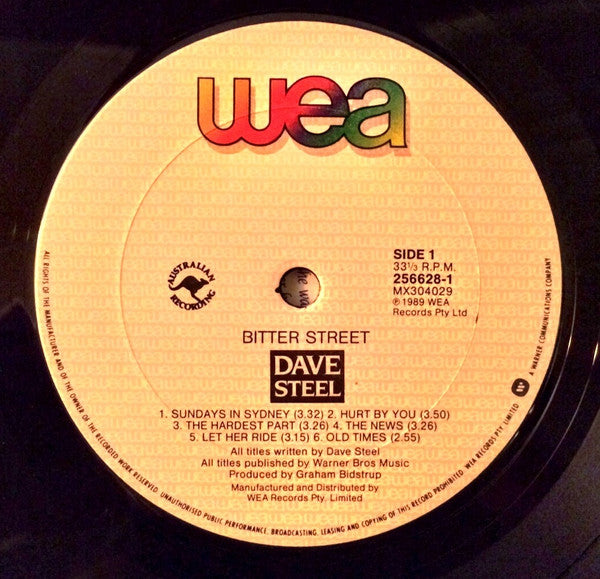 wea
AUSTRALIAN
RECORDING
SIDE 1
33⅓ R.P.M.
256628-1
MX304029
℗ 1989 WEA
Records Pty Ltd
BITTER STREET
DAVE
STEEL
1. SUNDAYS IN SYDNEY (3.32) 2. HURT BY YOU (3.50)
3. THE HARDEST PART (3.26) 4. THE NEWS (3.26)
5. LET HER RIDE (3.15) 6. OLD TIMES (2.55)
All titles written by Dave Steel
All titles published by Warner Bros Music
Produced by Graham Bidstrup
Manufactured and Distributed by
WEA Records Pty. Limited
ALL RIGHTS OF THE MANUFACTURER AND OF THE OWNER OF THE RECORDED WORK RESERVED. UNAUTHORISED PUBLIC PERFORMANCE, BROADCASTING, LEASING AND COPYING OF THIS RECORD PROHIBITED. WEA RECORDS PTY. LIMITED
A WARNER COMMUNICATIONS COMPANY